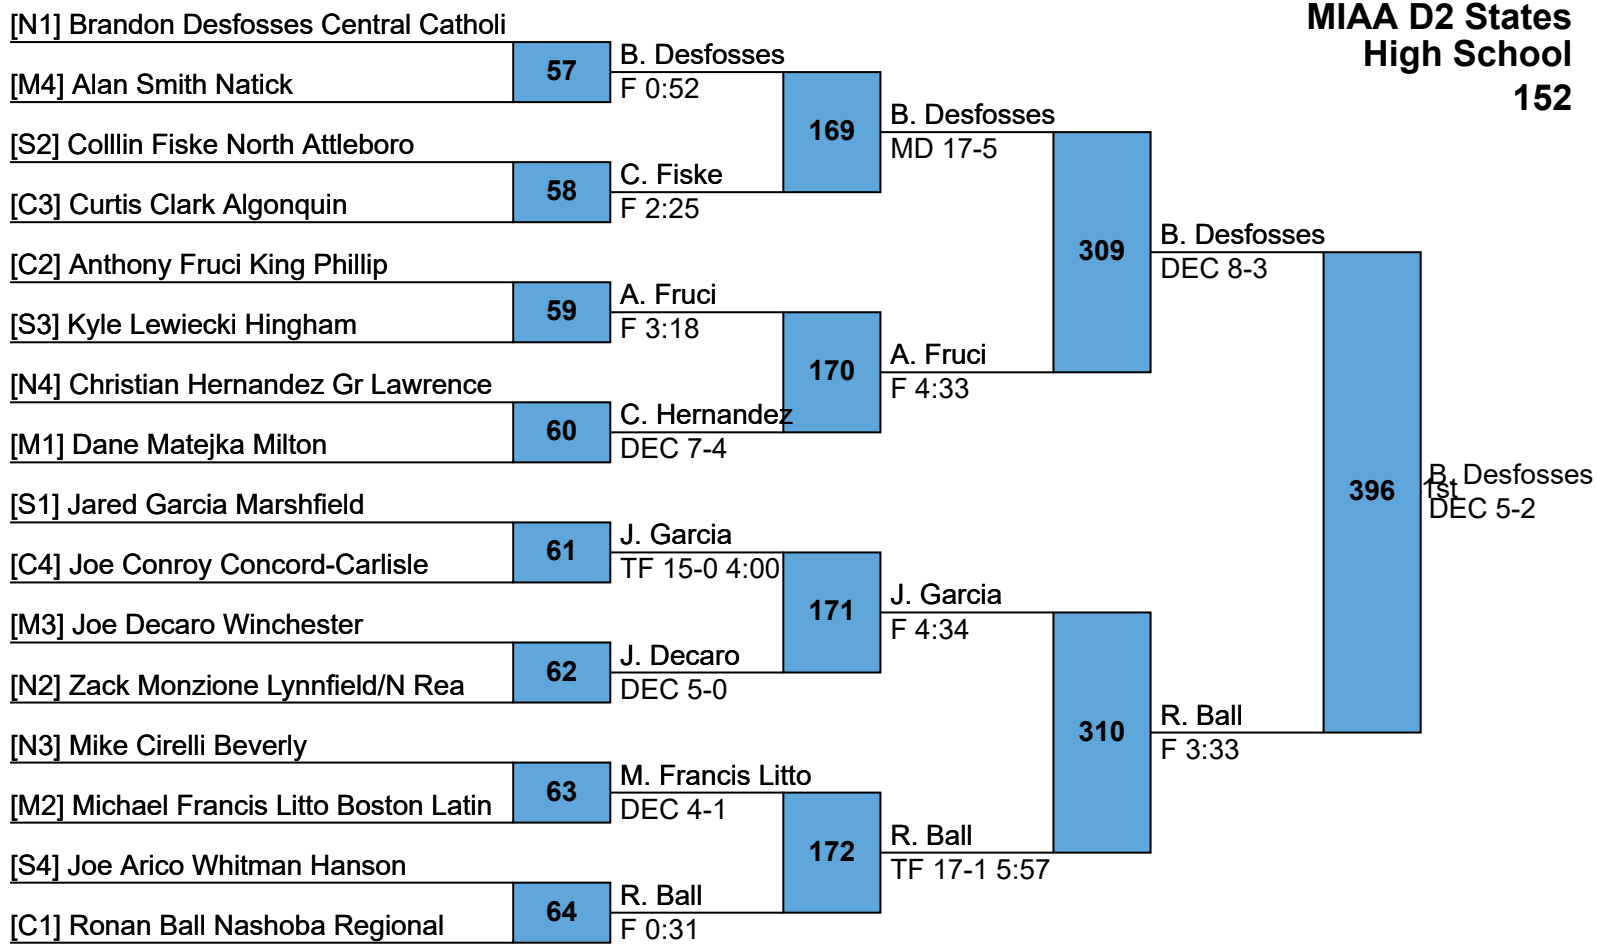 MIAA D2 States
High School
152
[N1] Brandon Desfosses Central Catholi
57
[M4] Alan Smith Natick
B. Desfosses
F 0:52
[S2] Colllin Fiske North Attleboro
58
[C3] Curtis Clark Algonquin
C. Fiske
F 2:25
169
B. Desfosses
MD 17-5
[C2] Anthony Fruci King Phillip
59
[S3] Kyle Lewiecki Hingham
A. Fruci
F 3:18
[N4] Christian Hernandez Gr Lawrence
60
[M1] Dane Matejka Milton
C. Hernandez
DEC 7-4
170
A. Fruci
F 4:33
309
B. Desfosses
DEC 8-3
[S1] Jared Garcia Marshfield
61
[C4] Joe Conroy Concord-Carlisle
J. Garcia
TF 15-0 4:00
[M3] Joe Decaro Winchester
62
[N2] Zack Monzione Lynnfield/N Rea
J. Decaro
DEC 5-0
171
J. Garcia
F 4:34
[N3] Mike Cirelli Beverly
63
[M2] Michael Francis Litto Boston Latin
M. Francis Litto
DEC 4-1
[S4] Joe Arico Whitman Hanson
64
[C1] Ronan Ball Nashoba Regional
R. Ball
F 0:31
172
R. Ball
TF 17-1 5:57
310
R. Ball
F 3:33
396
B. Desfosses
1st
DEC 5-2